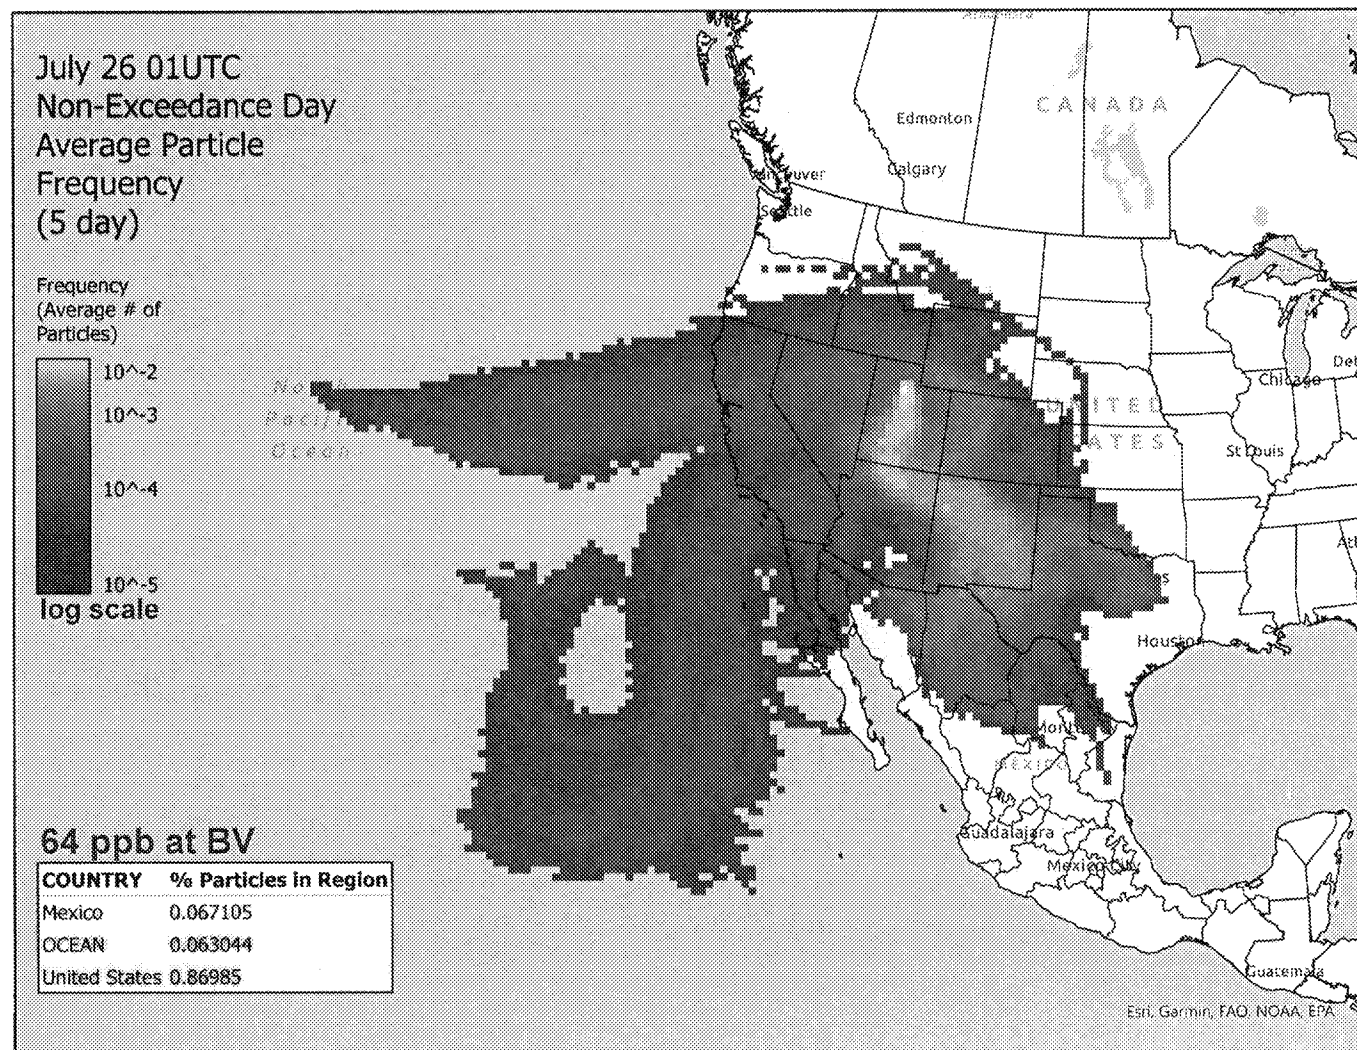 July 26 01UTC
Non-Exceedance Day
Average Particle
Frequency
(5 day)
Frequency
(Average # of
Particles)
10^-2
10^-3
10^-4
10^-5
log scale
64 ppb at BV
COUNTRY % Particles in Region
Mexico 0.067105
OCEAN 0.063044
United States 0.86985
CANADA
Edmonton
Calgary
Seattle
Chicago
St Louis
Houston
MÉXICO
Guadalajara
Mexico City
Guatemala
Ocean
Esri, Garmin, FAO, NOAA, EPA